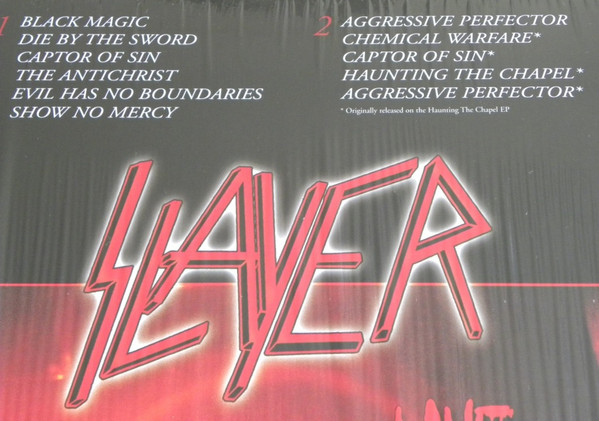 1 BLACK MAGIC
DIE BY THE SWORD
CAPTOR OF SIN
THE ANTICHRIST
EVIL HAS NO BOUNDARIES
SHOW NO MERCY
2 AGGRESSIVE PERFECTOR
CHEMICAL WARFARE*
CAPTOR OF SIN*
HAUNTING THE CHAPEL*
AGGRESSIVE PERFECTOR*
* Originally released on the Haunting The Chapel EP
SLAYER